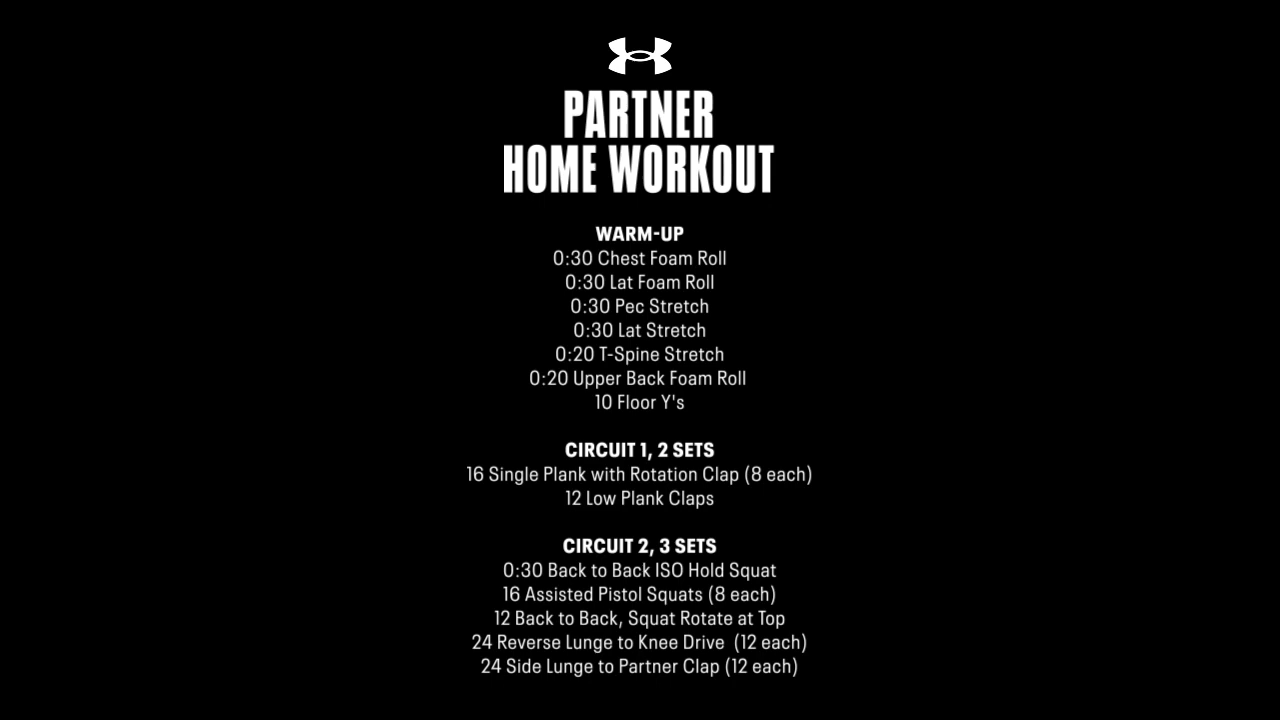 PARTNER
HOME WORKOUT
WARM-UP
0:30 Chest Foam Roll
0:30 Lat Foam Roll
0:30 Pec Stretch
0:30 Lat Stretch
0:20 T-Spine Stretch
0:20 Upper Back Foam Roll
10 Floor Y's
CIRCUIT 1, 2 SETS
16 Single Plank with Rotation Clap (8 each)
12 Low Plank Claps
CIRCUIT 2, 3 SETS
0:30 Back to Back ISO Hold Squat
16 Assisted Pistol Squats (8 each)
12 Back to Back, Squat Rotate at Top
24 Reverse Lunge to Knee Drive  (12 each)
24 Side Lunge to Partner Clap (12 each)